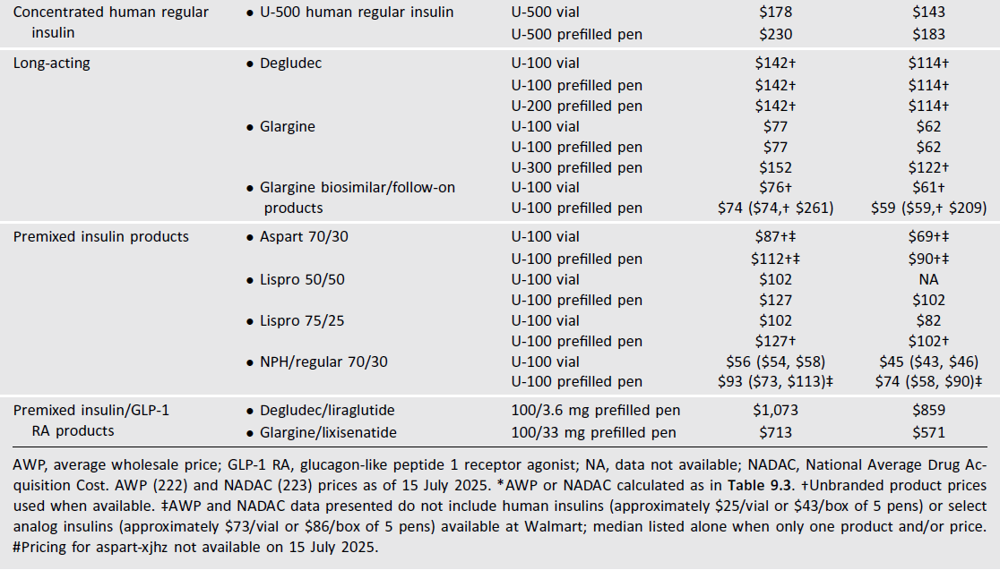 Concentrated human regular insulin ● U-500 human regular insulin U-500 vial $178 $143
U-500 prefilled pen $230 $183
Long-acting ● Degludec U-100 vial $142† $114†
U-100 prefilled pen $142† $114†
U-200 prefilled pen $142† $114†
● Glargine U-100 vial $77 $62
U-100 prefilled pen $77 $62
U-300 prefilled pen $152 $122†
● Glargine biosimilar/follow-on products U-100 vial $76† $61†
U-100 prefilled pen $74 ($74,† $261) $59 ($59,† $209)
Premixed insulin products ● Aspart 70/30 U-100 vial $87†‡ $69†‡
U-100 prefilled pen $112†‡ $90†‡
● Lispro 50/50 U-100 vial $102 NA
U-100 prefilled pen $127 $102
● Lispro 75/25 U-100 vial $102 $82
U-100 prefilled pen $127† $102†
● NPH/regular 70/30 U-100 vial $56 ($54, $58) $45 ($43, $46)
U-100 prefilled pen $93 ($73, $113)‡ $74 ($58, $90)‡
Premixed insulin/GLP-1 RA products ● Degludec/liraglutide 100/3.6 mg prefilled pen $1,073 $859
● Glargine/lixisenatide 100/33 mg prefilled pen $713 $571
AWP, average wholesale price; GLP-1 RA, glucagon-like peptide 1 receptor agonist; NA, data not available; NADAC, National Average Drug Ac-
quisition Cost. AWP (222) and NADAC (223) prices as of 15 July 2025. *AWP or NADAC calculated as in Table 9.3. †Unbranded product prices
used when available. ‡AWP and NADAC data presented do not include human insulins (approximately $25/vial or $43/box of 5 pens) or select
analog insulins (approximately $73/vial or $86/box of 5 pens) available at Walmart; median listed alone when only one product and/or price.
#Pricing for aspart-xjhz not available on 15 July 2025.